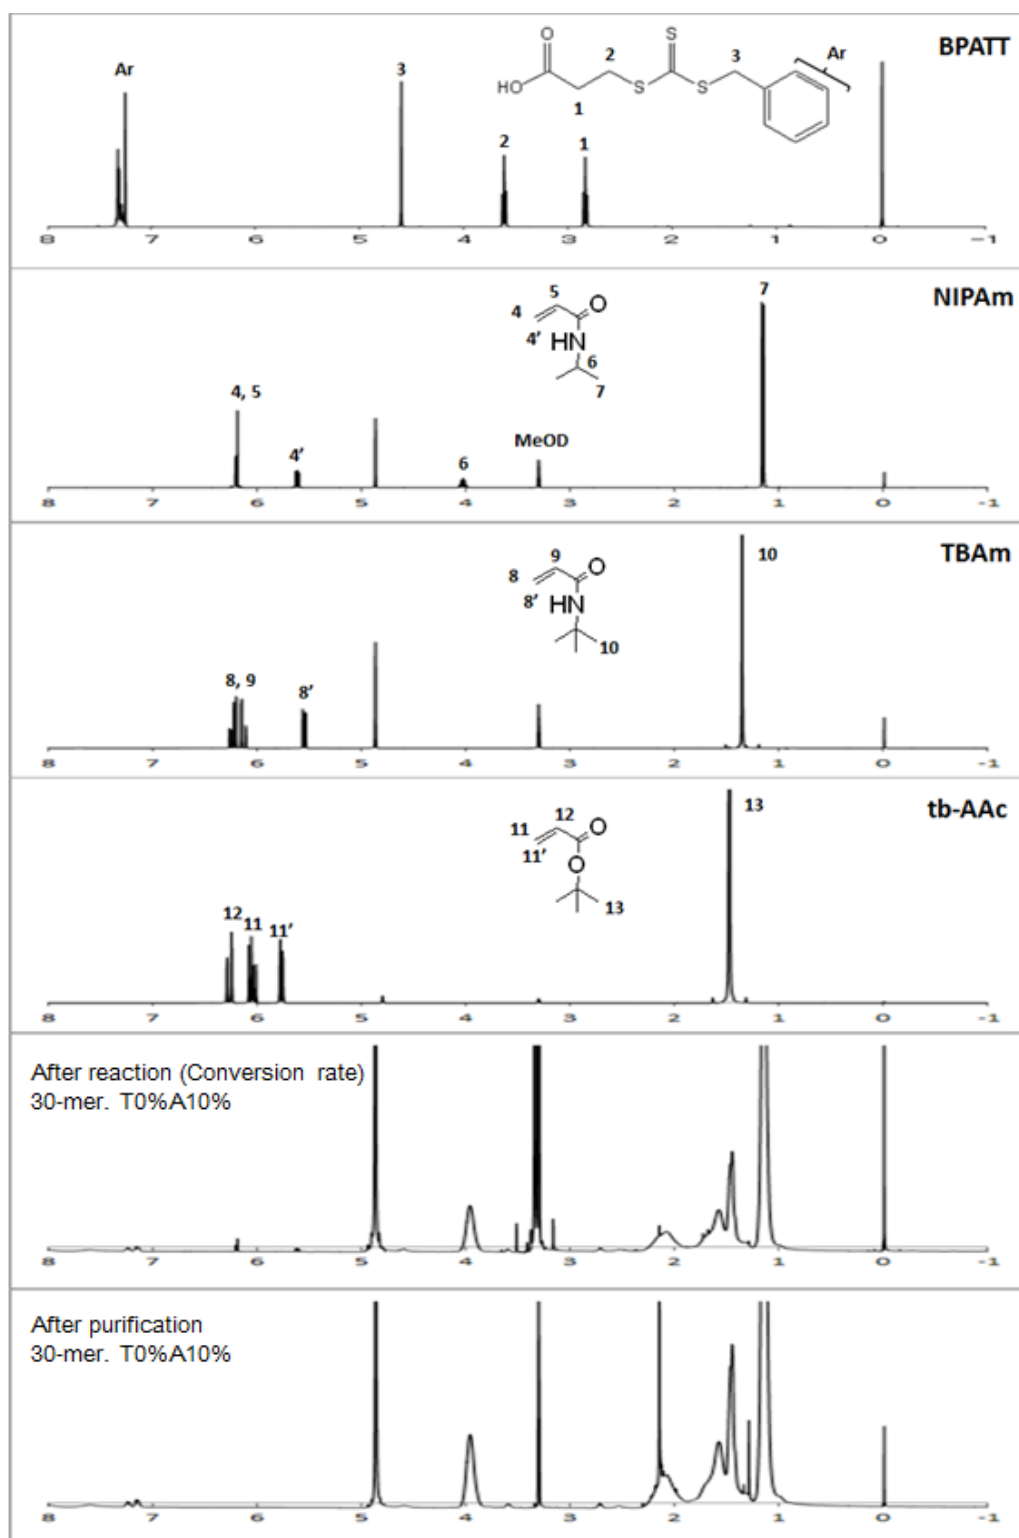 BPATT
Ar
3
2
1
O
HO
S
S
S
1
2
3
Ar
8 7 6 5 4 3 2 1 0 -1
NIPAm
4, 5
4'
6
MeOD
7
5
4
4'
O
HN
6
7
8 7 6 5 4 3 2 1 0 -1
TBAm
8, 9
8'
10
9
8
8'
O
HN
10
8 7 6 5 4 3 2 1 0 -1
tb-AAc
12 11 11'
13
12
11
11'
O
O
13
8 7 6 5 4 3 2 1 0 -1
After reaction (Conversion rate)
30-mer. T0%A10%
8 7 6 5 4 3 2 1 0 -1
After purification
30-mer. T0%A10%
8 7 6 5 4 3 2 1 0 -1